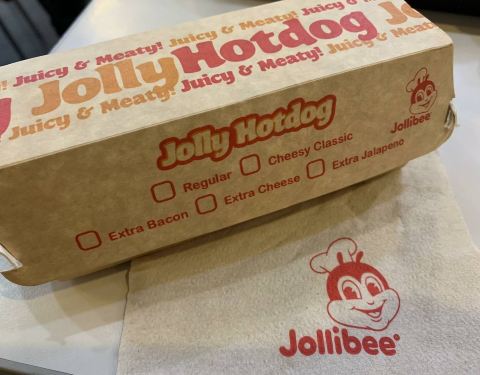 Juicy & Meaty! Juicy & Meaty! Juicy
Jolly Hotdog
Juicy & Meaty! Juicy & Meaty! Juicy & Meaty!
Jolly Hotdog
Regular Cheesy Classic
Extra Bacon Extra Cheese Extra Jalapeno
Jollibee
Jollibee